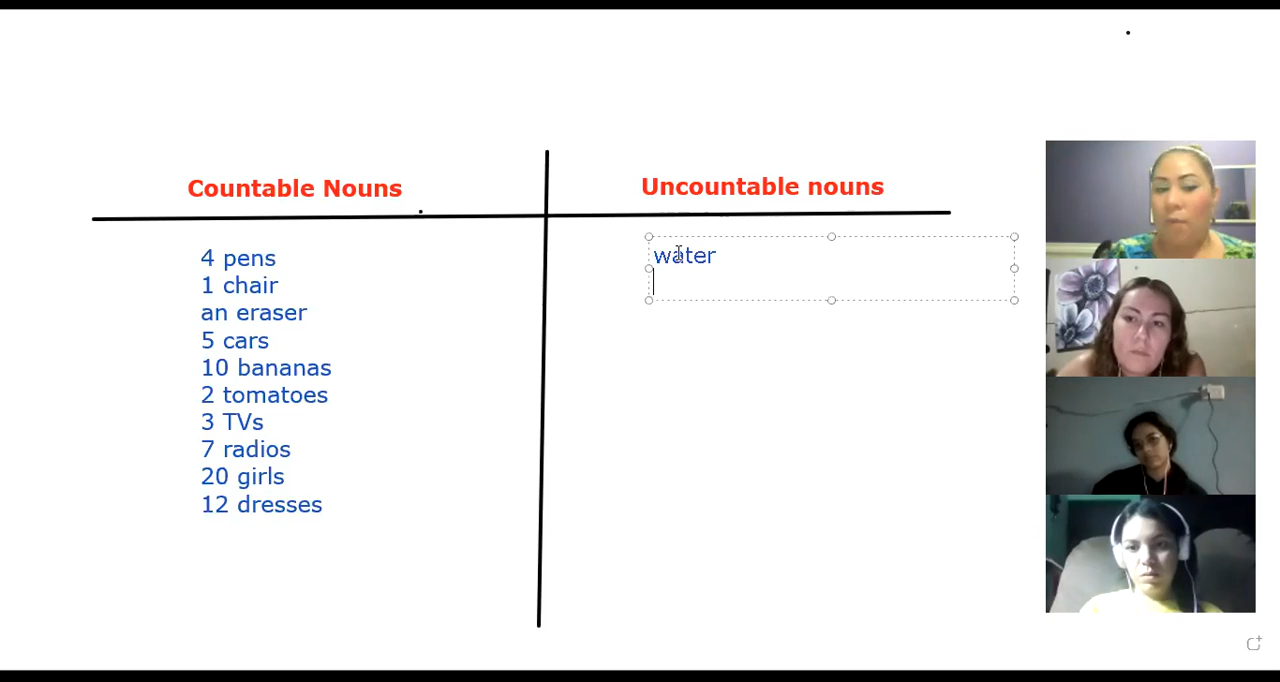 Countable Nouns
Uncountable nouns
4 pens
1 chair
an eraser
5 cars
10 bananas
2 tomatoes
3 TVs
7 radios
20 girls
12 dresses
water